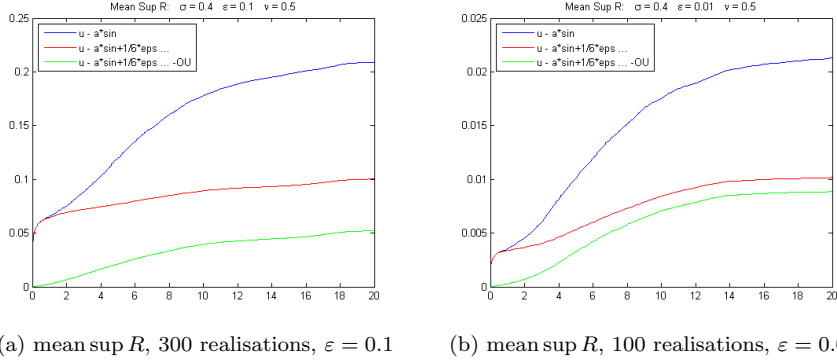 Mean Sup R: σ = 0.4 ε = 0.1 ν = 0.5
u - a*sin
u - a*sin+1/6*eps ...
u - a*sin+1/6*eps ... -OU
0.25
0.2
0.15
0.1
0.05
0
0 2 4 6 8 10 12 14 16 18 20
Mean Sup R: σ = 0.4 ε = 0.01 ν = 0.5
u - a*sin
u - a*sin+1/6*eps ...
u - a*sin+1/6*eps ... -OU
0.025
0.02
0.015
0.01
0.005
0
0 2 4 6 8 10 12 14 16 18 20
a) mean sup R, 300 realisations, ε = 0.1
(b) mean sup R, 100 realisations, ε = 0.0